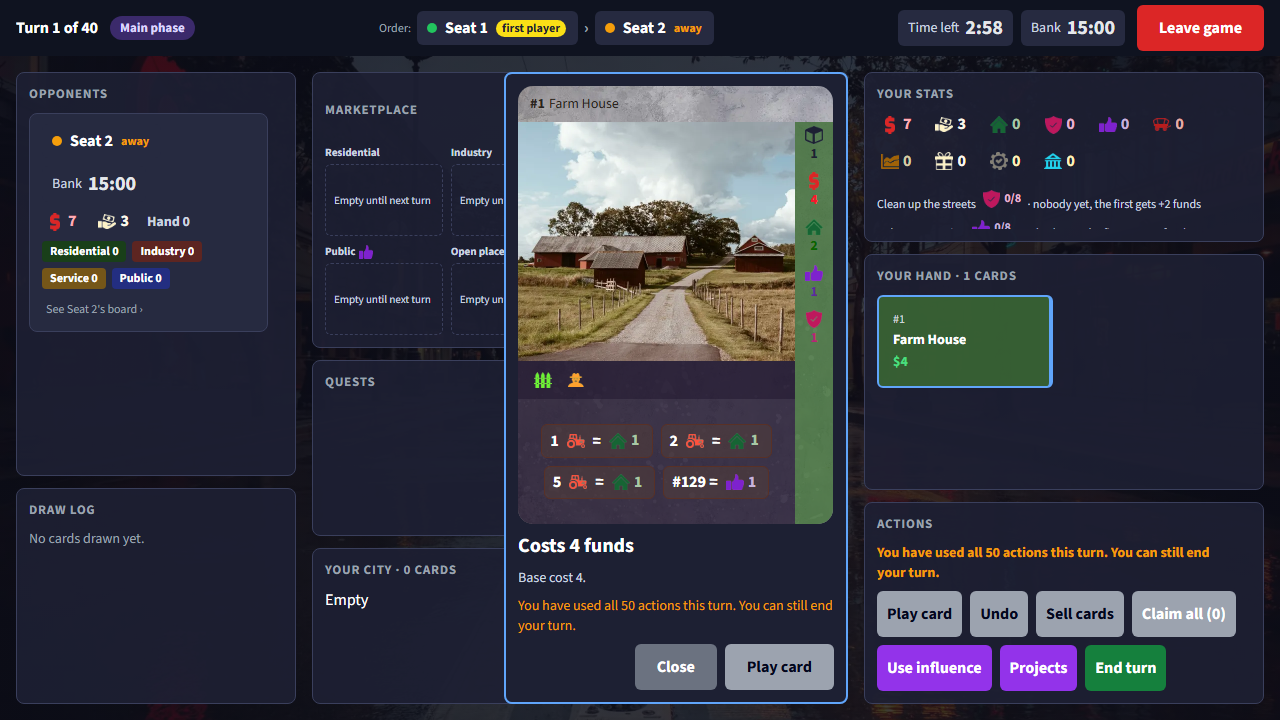 Turn 1 of 40 Main phase
Order: Seat 1 first player › Seat 2 away
Time left 2:58 Bank 15:00 Leave game
OPPONENTS
Seat 2 away
Bank 15:00
7 3 Hand 0
Residential 0 Industry 0
Service 0 Public 0
See Seat 2's board ›
DRAW LOG
No cards drawn yet.
MARKETPLACE
Residential Industry
Empty until next turn Empty un
Public Open place
Empty until next turn Empty un
QUESTS
YOUR CITY · 0 CARDS
Empty
#1 Farm House
1
4
2
1
1
1 = 1 2 = 1
5 = 1 #129 = 1
Costs 4 funds
Base cost 4.
You have used all 50 actions this turn. You can still end
your turn.
Close Play card
YOUR STATS
7 3 0 0 0 0
0 0 0 0
Clean up the streets 0/8 · nobody yet, the first gets +2 funds
0/8
YOUR HAND · 1 CARDS
#1
Farm House
$4
ACTIONS
You have used all 50 actions this turn. You can still end
your turn.
Play card Undo Sell cards Claim all (0)
Use influence Projects End turn